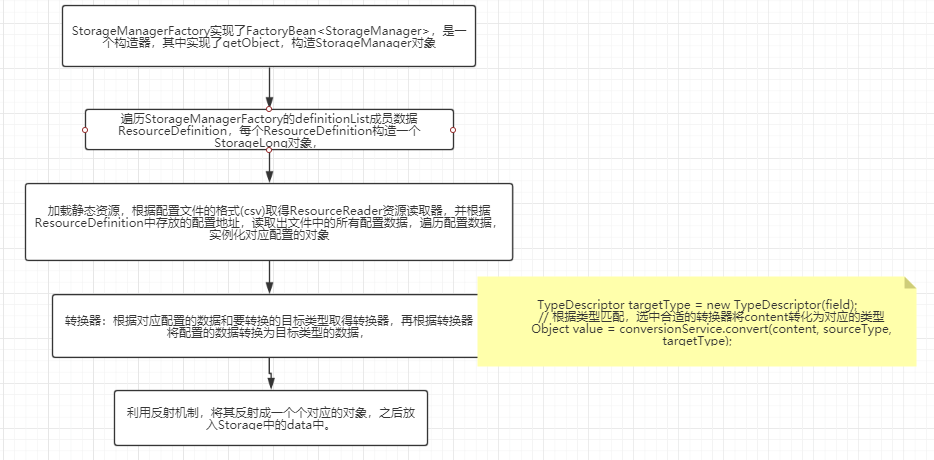 StorageManagerFactory实现了FactoryBean<StorageManager>，是一
个构造器，其中实现了getObject，构造StorageManager对象
遍历StorageManagerFactory的definitionList成员数据
ResourceDefinition，每个ResourceDefinition构造一个
StorageLong对象，
加载静态资源，根据配置文件的格式(csv)取得ResourceReader资源读取器，并根据
ResourceDefinition中存放的配置地址，读取出文件中的所有配置数据，遍历配置数据，
实例化对应配置的对象
转换器：根据对应配置的数据和要转换的目标类型取得转换器，再根据转换器
将配置的数据转换为目标类型的数据，
TypeDescriptor targetType = new TypeDescriptor(field);
// 根据类型匹配，选中合适的转换器将content转化为对应的类型
Object value = conversionService.convert(content, sourceType,
targetType);
利用反射机制，将其反射成一个个对应的对象，之后放
入Storage中的data中。